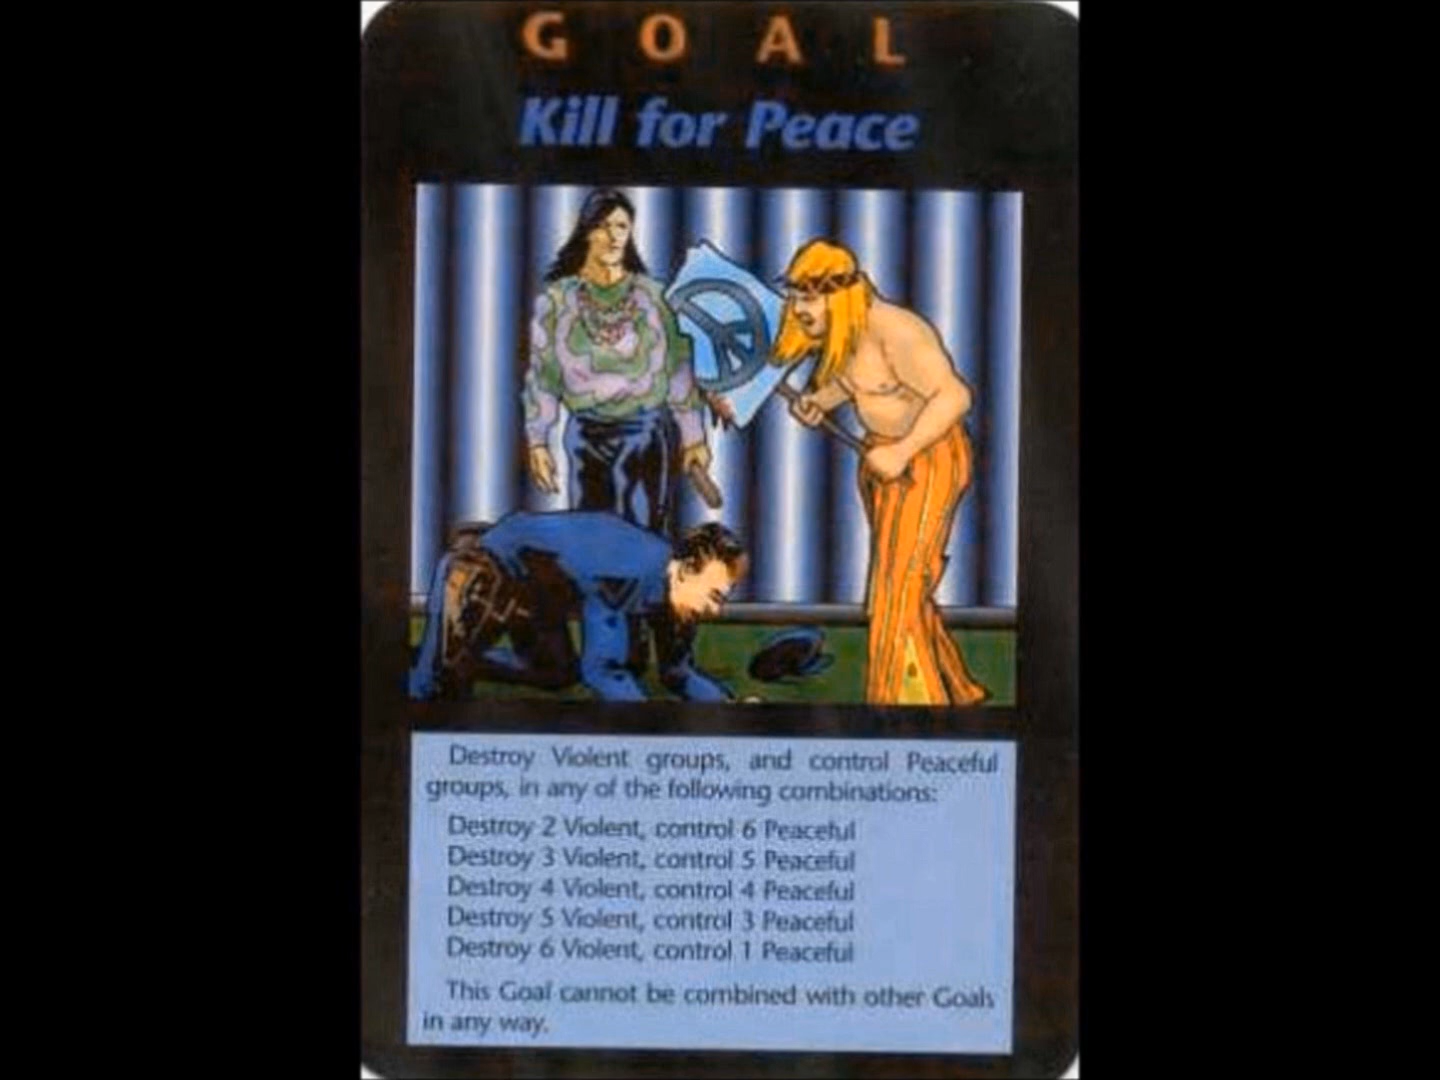 GOAL
Kill for Peace
Destroy Violent groups, and control Peaceful
groups, in any of the following combinations:
Destroy 2 Violent, control 6 Peaceful
Destroy 3 Violent, control 5 Peaceful
Destroy 4 Violent, control 4 Peaceful
Destroy 5 Violent, control 3 Peaceful
Destroy 6 Violent, control 1 Peaceful
This Goal cannot be combined with other Goals
in any way.